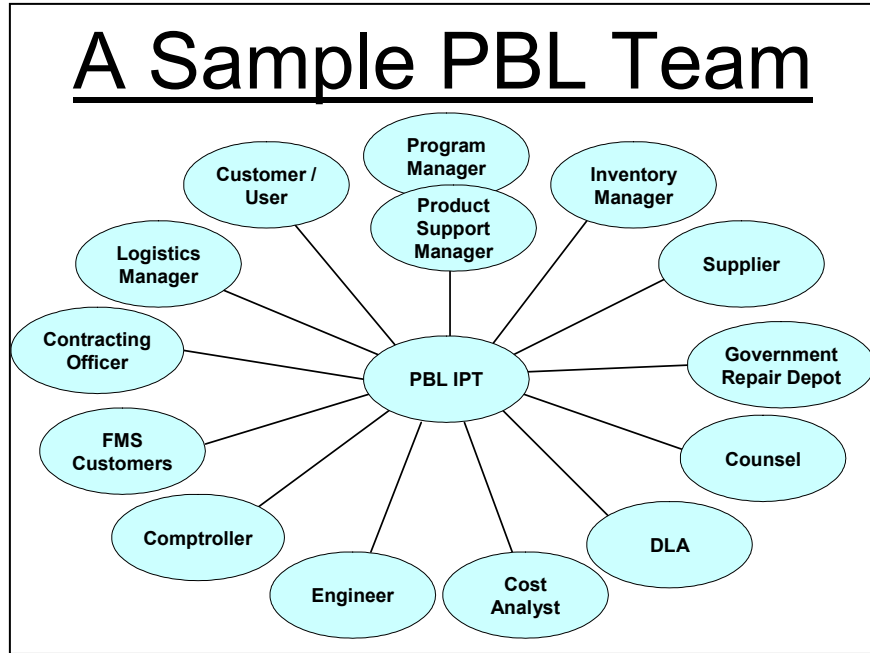 A Sample PBL Team
Program
Manager
Customer /
User
Inventory
Manager
Product
Support
Manager
Logistics
Manager
Supplier
Contracting
Officer
PBL IPT
Government
Repair Depot
FMS
Customers
Counsel
Comptroller
DLA
Engineer
Cost
Analyst